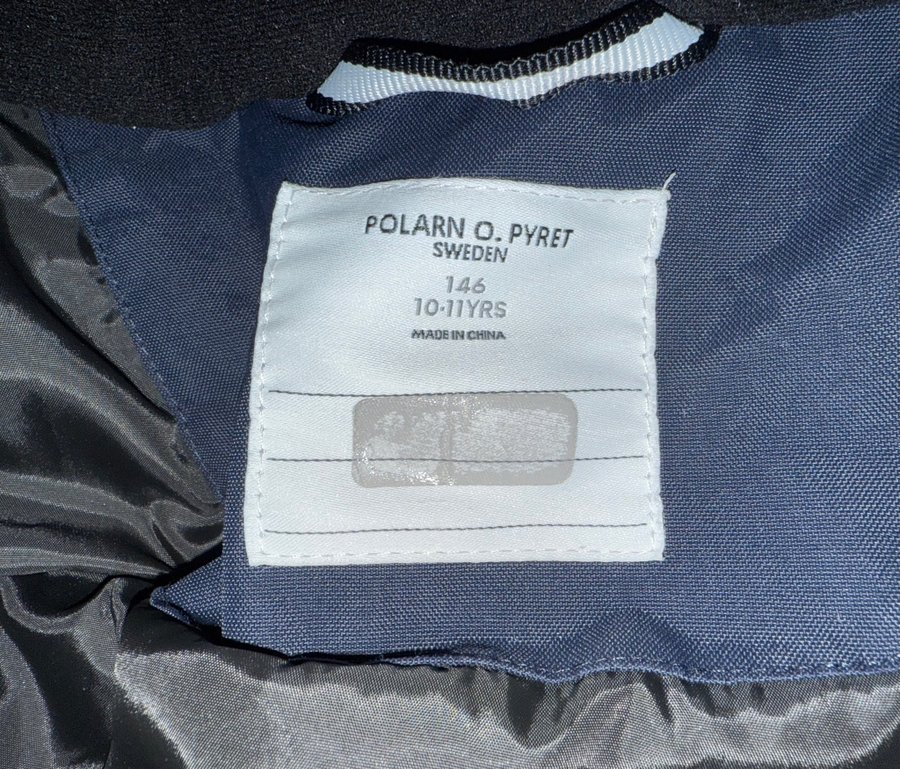 POLARN O. PYRET
SWEDEN
146
10-11YRS
MADE IN CHINA